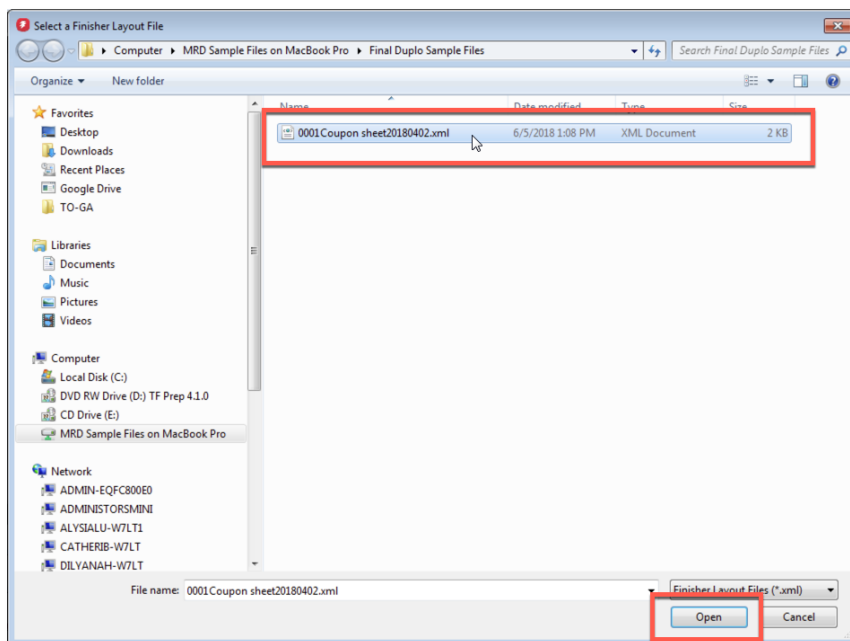 Select a Finisher Layout File
Computer ▸ MRD Sample Files on MacBook Pro ▸ Final Duplo Sample Files
Search Final Duplo Sample Files
Organize
New folder
Name
Date modified
Type
Size
0001Coupon sheet20180402.xml
6/5/2018 1:08 PM
XML Document
2 KB
Favorites
Desktop
Downloads
Recent Places
Google Drive
TO-GA
Libraries
Documents
Music
Pictures
Videos
Computer
Local Disk (C:)
DVD RW Drive (D:) TF Prep 4.1.0
CD Drive (E:)
MRD Sample Files on MacBook Pro
Network
ADMIN-EQFC800E0
ADMINISTORSMINI
ALYSIALU-W7LT1
CATHERIB-W7LT
DILYANAH-W7LT
File name: 0001Coupon sheet20180402.xml
Finisher Layout Files (*.xml)
Open
Cancel